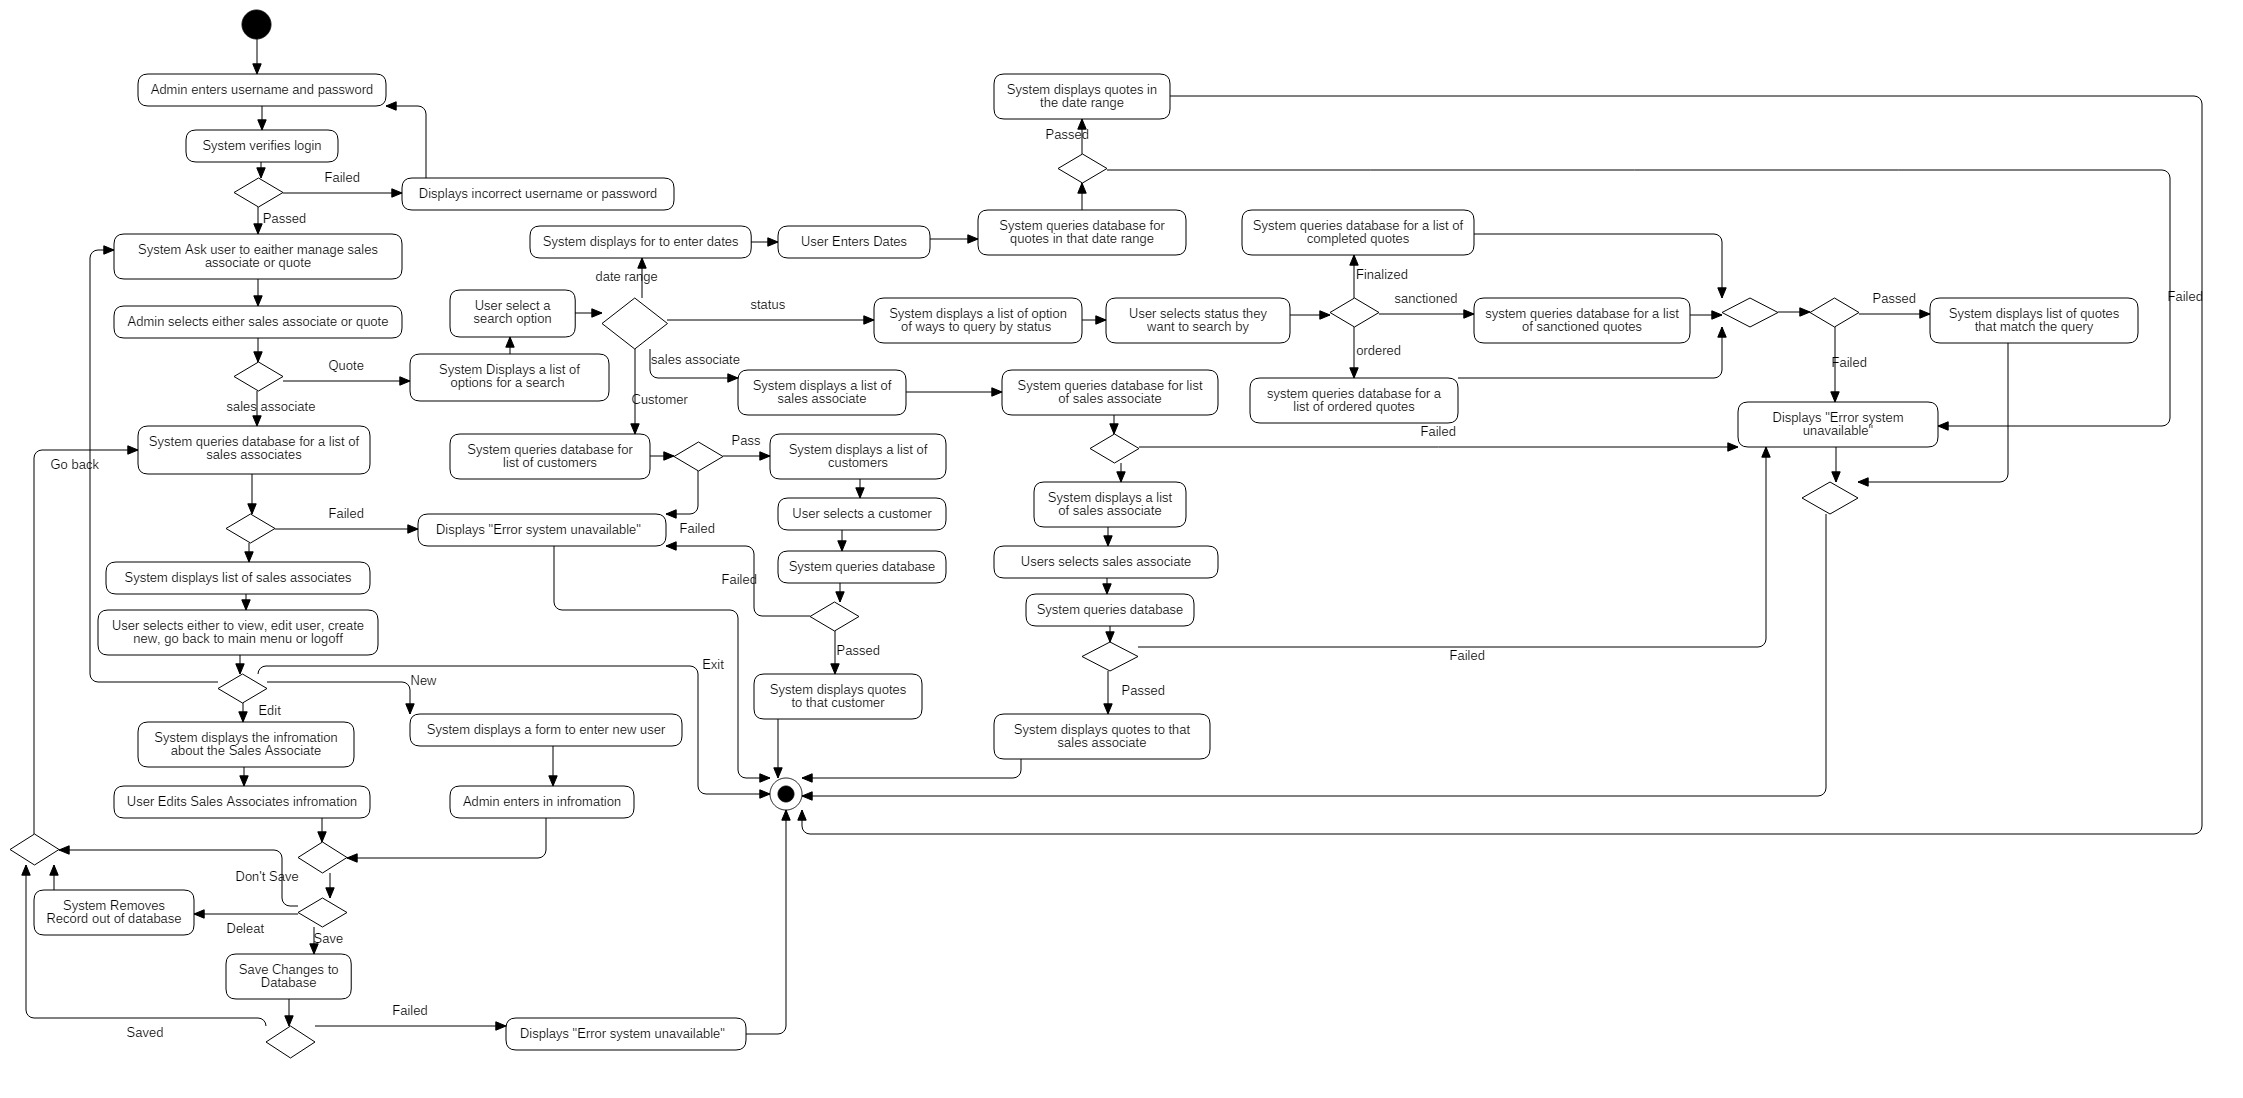 Admin enters username and password
System verifies login
Failed
Displays incorrect username or password
Passed
System Ask user to eaither manage sales
associate or quote
Admin selects either sales associate or quote
Quote
sales associate
System queries database for a list of
sales associates
Go back
Failed
Displays "Error system unavailable"
System displays list of sales associates
User selects either to view, edit user, create
new, go back to main menu or logoff
Exit
New
Edit
System displays the infromation
about the Sales Associate
System displays a form to enter new user
User Edits Sales Associates infromation
Admin enters in infromation
Don't Save
System Removes
Record out of database
Deleat
Save
Save Changes to
Database
Saved
Failed
Displays "Error system unavailable"
System Displays a list of
options for a search
User select a
search option
date range
System displays for to enter dates
User Enters Dates
System queries database for
quotes in that date range
Passed
System displays quotes in
the date range
Failed
status
System displays a list of option
of ways to query by status
User selects status they
want to search by
Finalized
System queries database for a list of
completed quotes
sanctioned
system queries database for a list
of sanctioned quotes
ordered
system queries database for a
list of ordered quotes
Passed
System displays list of quotes
that match the query
Failed
Displays "Error system
unavailable"
sales associate
System displays a list of
sales associate
System queries database for list
of sales associate
Failed
System displays a list
of sales associate
Users selects sales associate
System queries database
Failed
Passed
System displays quotes to that
sales associate
Customer
System queries database for
list of customers
Pass
System displays a list of
customers
User selects a customer
Failed
System queries database
Failed
Passed
System displays quotes
to that customer